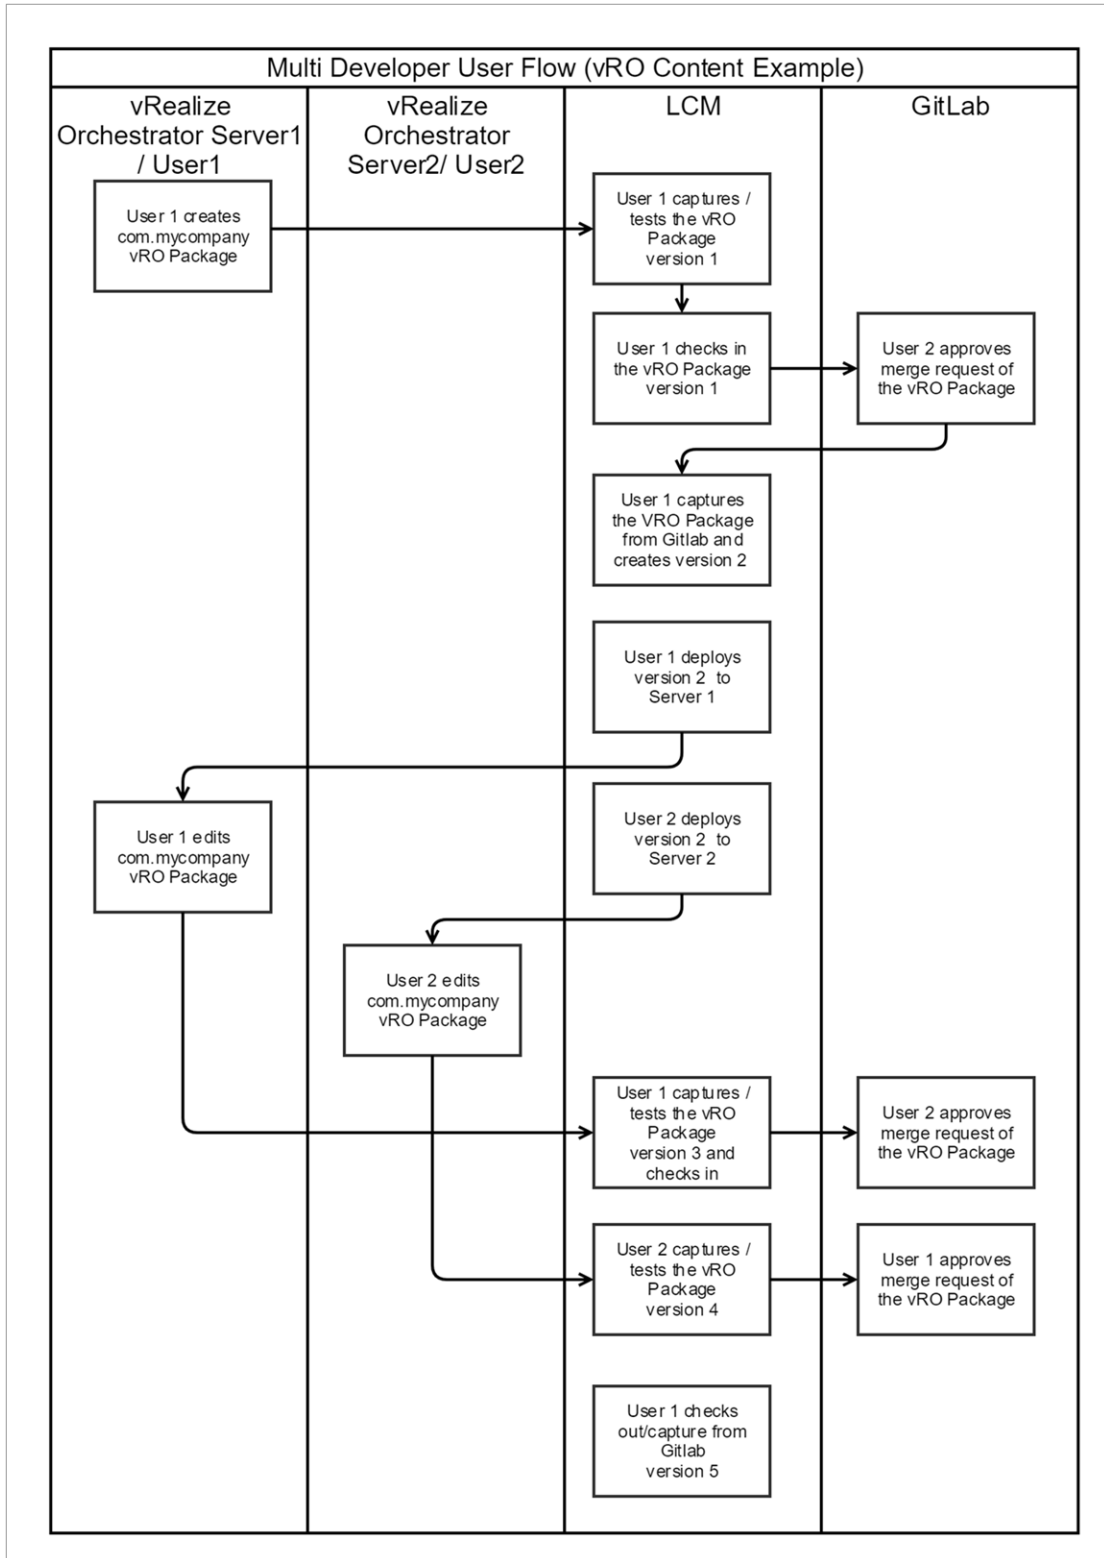 Multi Developer User Flow (vRO Content Example)
vRealize
Orchestrator Server1
/ User1
vRealize
Orchestrator
Server2/ User2
LCM
GitLab
User 1 creates
com.mycompany
vRO Package
User 1 captures /
tests the vRO
Package
version 1
User 1 checks in
the vRO Package
version 1
User 2 approves
merge request of
the vRO Package
User 1 captures
the VRO Package
from Gitlab and
creates version 2
User 1 deploys
version 2 to
Server 1
User 1 edits
com.mycompany
vRO Package
User 2 deploys
version 2 to
Server 2
User 2 edits
com.mycompany
vRO Package
User 1 captures /
tests the vRO
Package
version 3 and
checks in
User 2 approves
merge request of
the vRO Package
User 2 captures /
tests the vRO
Package
version 4
User 1 approves
merge request of
the vRO Package
User 1 checks
out/capture from
Gitlab
version 5